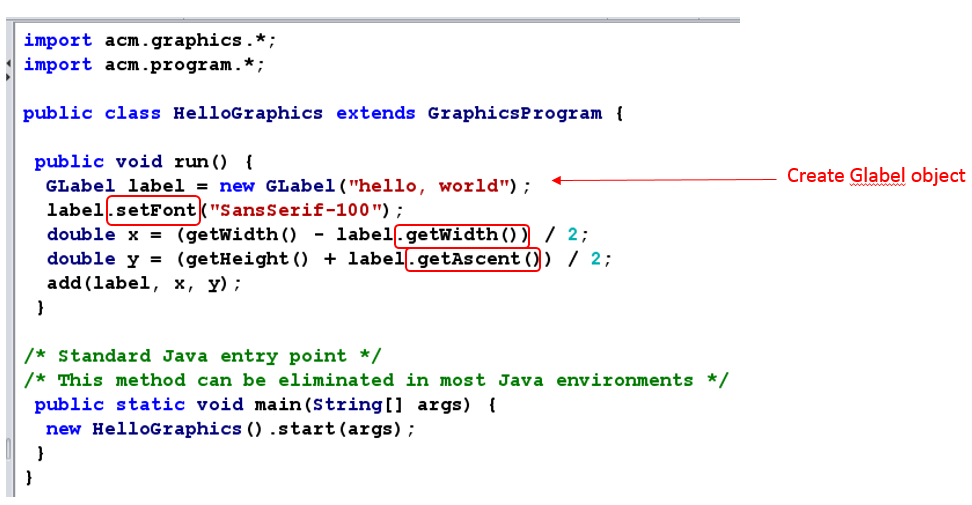 import acm.graphics.*;
import acm.program.*;
public class HelloGraphics extends GraphicsProgram {
public void run() {
GLabel label = new GLabel("hello, world"); Create Glabel object
label.setFont("SansSerif-100");
double x = (getWidth() - label.getWidth()) / 2;
double y = (getHeight() + label.getAscent()) / 2;
add(label, x, y);
}
/* Standard Java entry point */
/* This method can be eliminated in most Java environments */
public static void main(String[] args) {
new HelloGraphics().start(args);
}
}